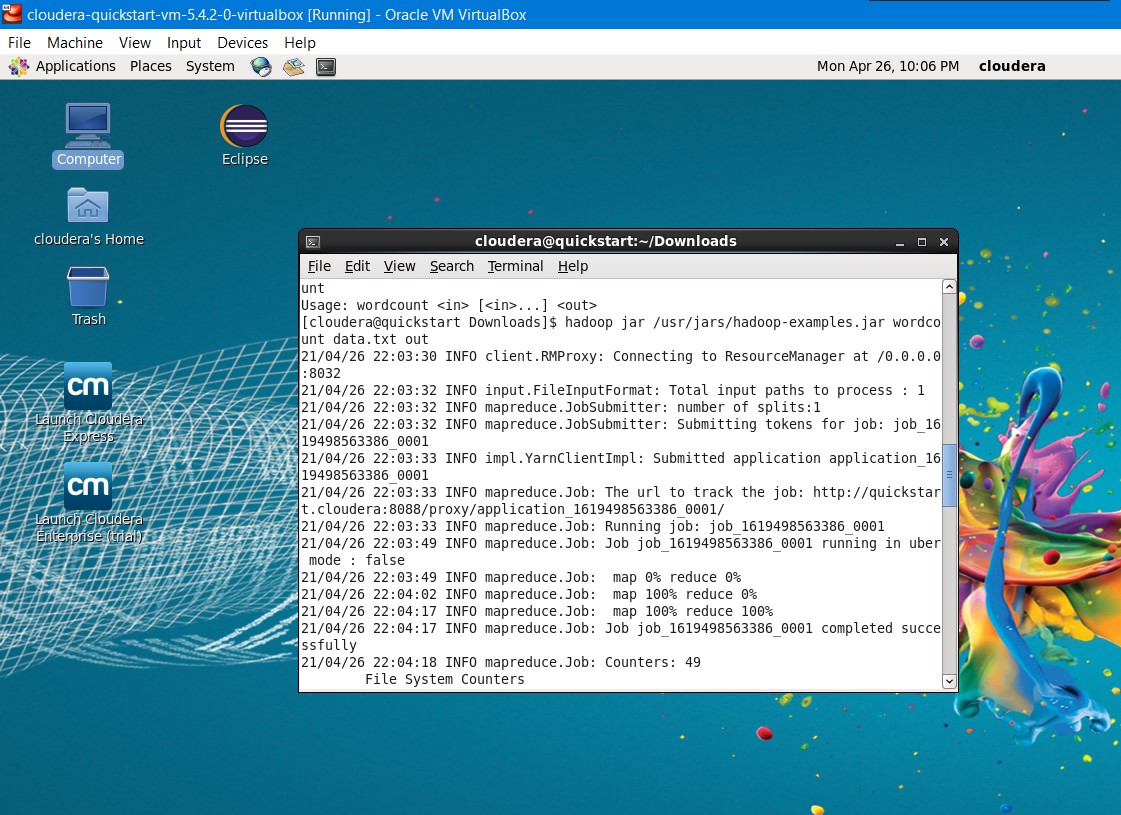 cloudera-quickstart-vm-5.4.2-0-virtualbox [Running] - Oracle VM VirtualBox
File Machine View Input Devices Help
Applications Places System Mon Apr 26, 10:06 PM cloudera
Computer
Eclipse
cloudera's Home
Trash
cm
Launch Cloudera
Express
cm
Launch Cloudera
Enterprise (trial)
cloudera@quickstart:~/Downloads
File Edit View Search Terminal Help
unt
Usage: wordcount <in> [<in>...] <out>
[cloudera@quickstart Downloads]$ hadoop jar /usr/jars/hadoop-examples.jar wordco
unt data.txt out
21/04/26 22:03:30 INFO client.RMProxy: Connecting to ResourceManager at /0.0.0.0
:8032
21/04/26 22:03:32 INFO input.FileInputFormat: Total input paths to process : 1
21/04/26 22:03:32 INFO mapreduce.JobSubmitter: number of splits:1
21/04/26 22:03:32 INFO mapreduce.JobSubmitter: Submitting tokens for job: job_16
19498563386_0001
21/04/26 22:03:33 INFO impl.YarnClientImpl: Submitted application application_16
19498563386_0001
21/04/26 22:03:33 INFO mapreduce.Job: The url to track the job: http://quickstar
t.cloudera:8088/proxy/application_1619498563386_0001/
21/04/26 22:03:33 INFO mapreduce.Job: Running job: job_1619498563386_0001
21/04/26 22:03:49 INFO mapreduce.Job: Job job_1619498563386_0001 running in uber
 mode : false
21/04/26 22:03:49 INFO mapreduce.Job:  map 0% reduce 0%
21/04/26 22:04:02 INFO mapreduce.Job:  map 100% reduce 0%
21/04/26 22:04:17 INFO mapreduce.Job:  map 100% reduce 100%
21/04/26 22:04:17 INFO mapreduce.Job: Job job_1619498563386_0001 completed succe
ssfully
21/04/26 22:04:18 INFO mapreduce.Job: Counters: 49
        File System Counters